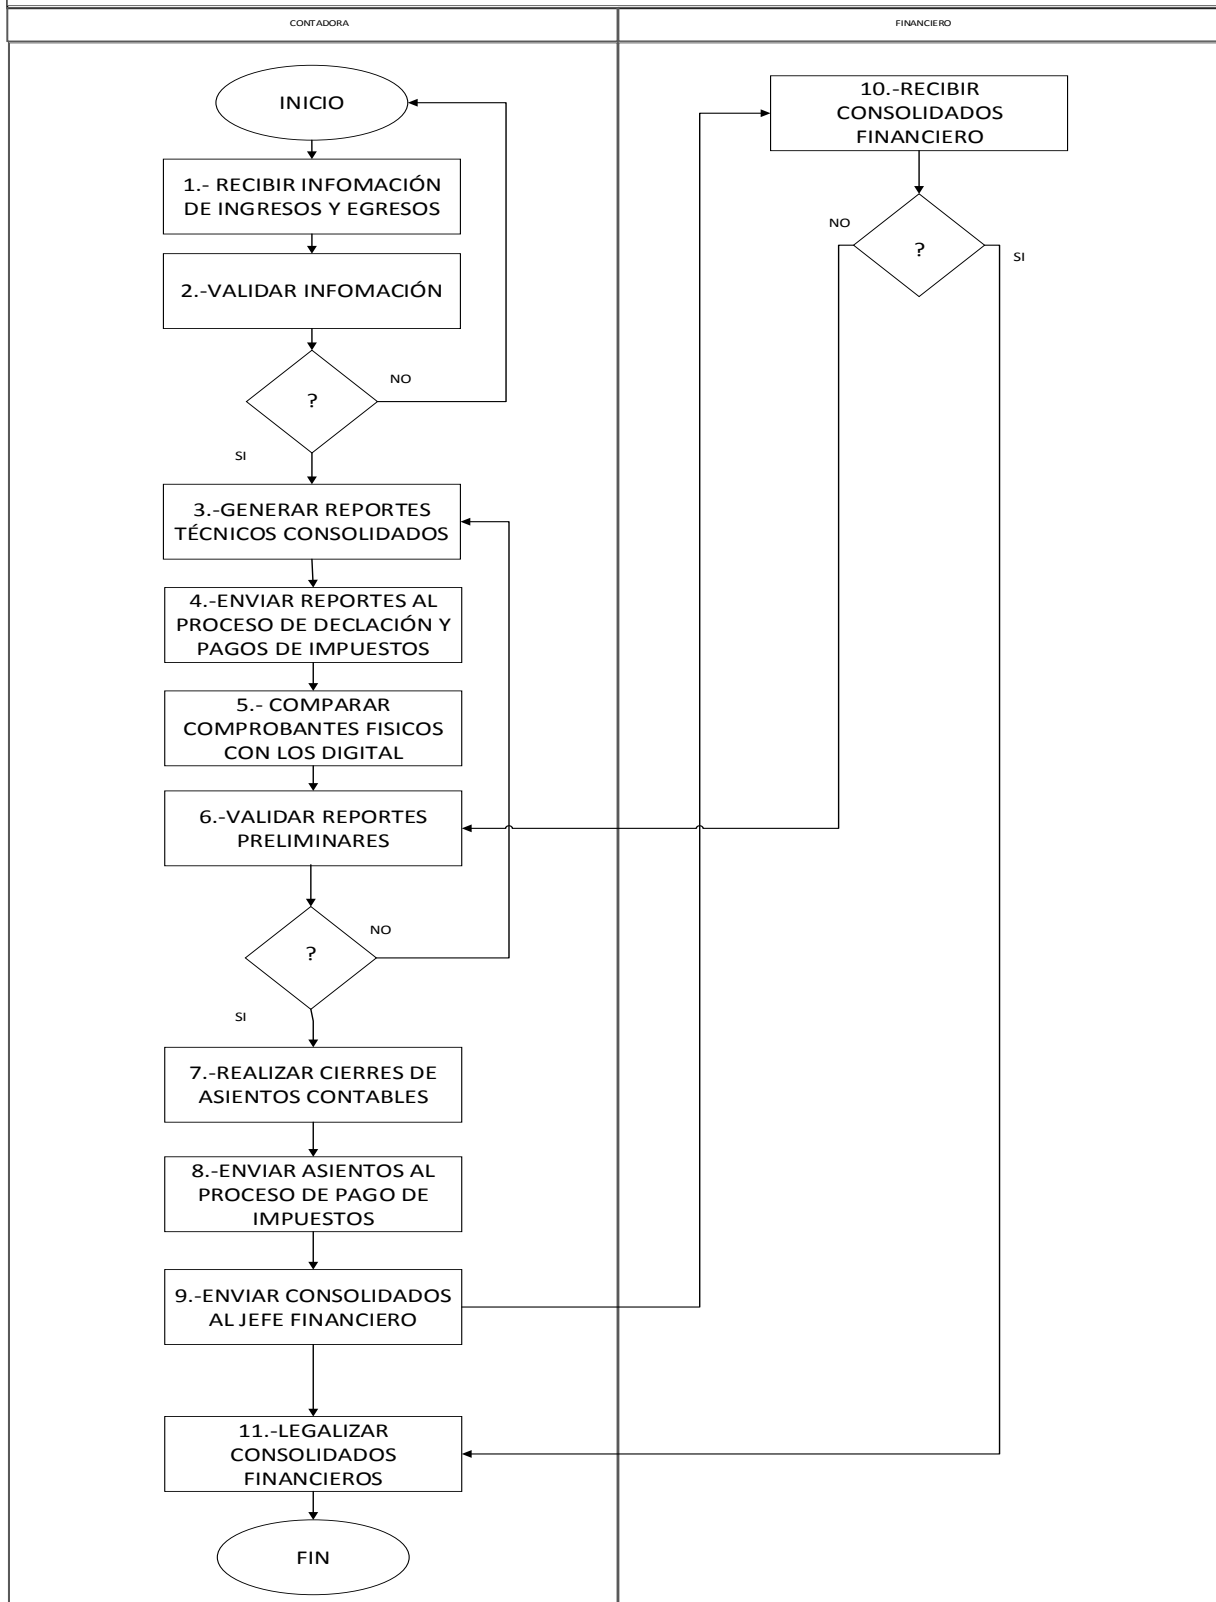 CONTADORA
FINANCIERO
INICIO
1.- RECIBIR INFOMACIÓN
DE INGRESOS Y EGRESOS
2.-VALIDAR INFOMACIÓN
?
NO
SI
3.-GENERAR REPORTES
TÉCNICOS CONSOLIDADOS
4.-ENVIAR REPORTES AL
PROCESO DE DECLACIÓN Y
PAGOS DE IMPUESTOS
5.- COMPARAR
COMPROBANTES FISICOS
CON LOS DIGITAL
6.-VALIDAR REPORTES
PRELIMINARES
?
NO
SI
7.-REALIZAR CIERRES DE
ASIENTOS CONTABLES
8.-ENVIAR ASIENTOS AL
PROCESO DE PAGO DE
IMPUESTOS
9.-ENVIAR CONSOLIDADOS
AL JEFE FINANCIERO
10.-RECIBIR
CONSOLIDADOS
FINANCIERO
NO
?
SI
11.-LEGALIZAR
CONSOLIDADOS
FINANCIEROS
FIN